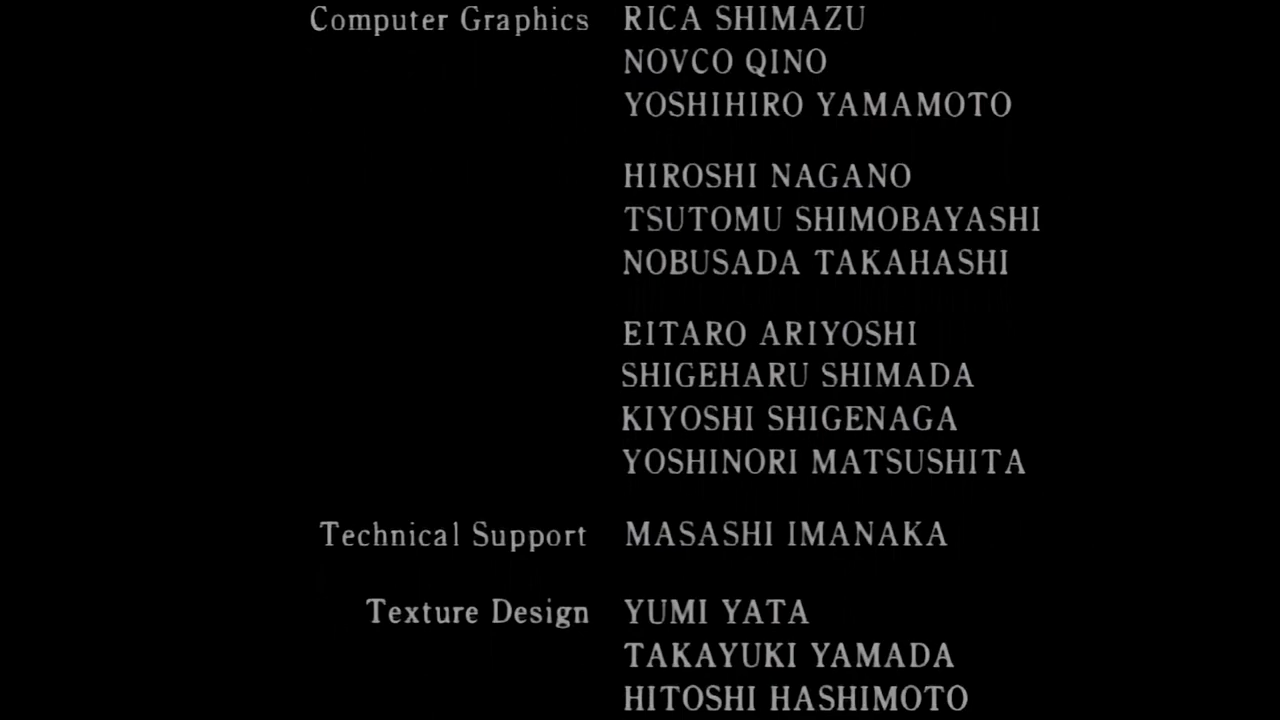 Computer Graphics RICA SHIMAZU
NOVCO QINO
YOSHIHIRO YAMAMOTO
HIROSHI NAGANO
TSUTOMU SHIMOBAYASHI
NOBUSADA TAKAHASHI
EITARO ARIYOSHI
SHIGEHARU SHIMADA
KIYOSHI SHIGENAGA
YOSHINORI MATSUSHITA
Technical Support MASASHI IMANAKA
Texture Design YUMI YATA
TAKAYUKI YAMADA
HITOSHI HASHIMOTO